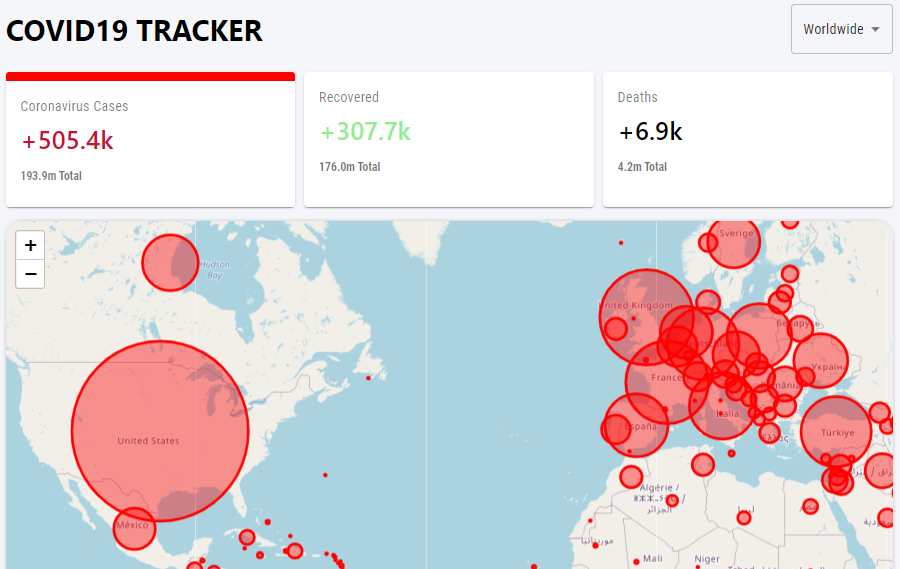 COVID19 TRACKER
Worldwide
Coronavirus Cases
+505.4k
193.9m Total
Recovered
+307.7k
176.0m Total
Deaths
+6.9k
4.2m Total
+
−
Hudson
Bay
Sverige
United Kingdom
Беларусь
Україна
France
România
Italia
España
Türkiye
United States
México
Algérie /
الجزائر
ليبيا
موريتانيا
Mali
Niger